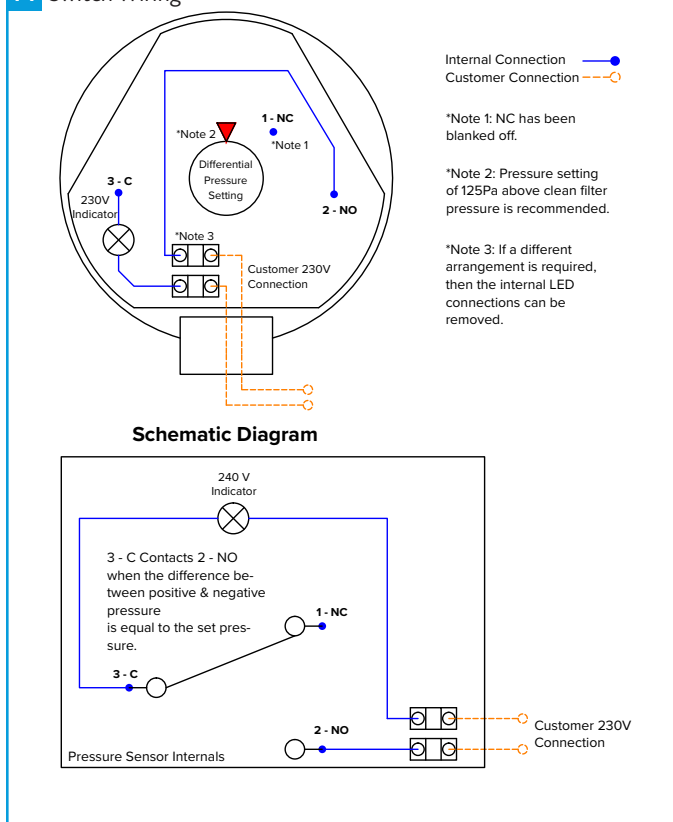 Switch Wiring
Internal Connection
Customer Connection
*Note 1: NC has been
blanked off.
*Note 2: Pressure setting
of 125Pa above clean filter
pressure is recommended.
*Note 3: If a different
arrangement is required,
then the internal LED
connections can be
removed.
1 - NC
*Note 2
*Note 1
Differential
Pressure
Setting
3 - C
230V
Indicator
2 - NO
*Note 3
Customer 230V
Connection
Schematic Diagram
240 V
Indicator
3 - C Contacts 2 - NO
when the difference be-
tween positive & negative
pressure
is equal to the set pres-
sure.
1 - NC
3 - C
2 - NO
Customer 230V
Connection
Pressure Sensor Internals